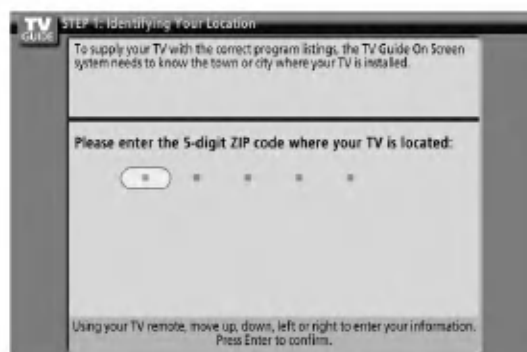 TV
GUIDE
STEP 1: Identifying Your Location
To supply your TV with the correct program listings, the TV Guide On Screen
system needs to know the town or city where your TV is installed.
Please enter the 5-digit ZIP code where your TV is located:
Using your TV remote, move up, down, left or right to enter your information.
Press Enter to confirm.